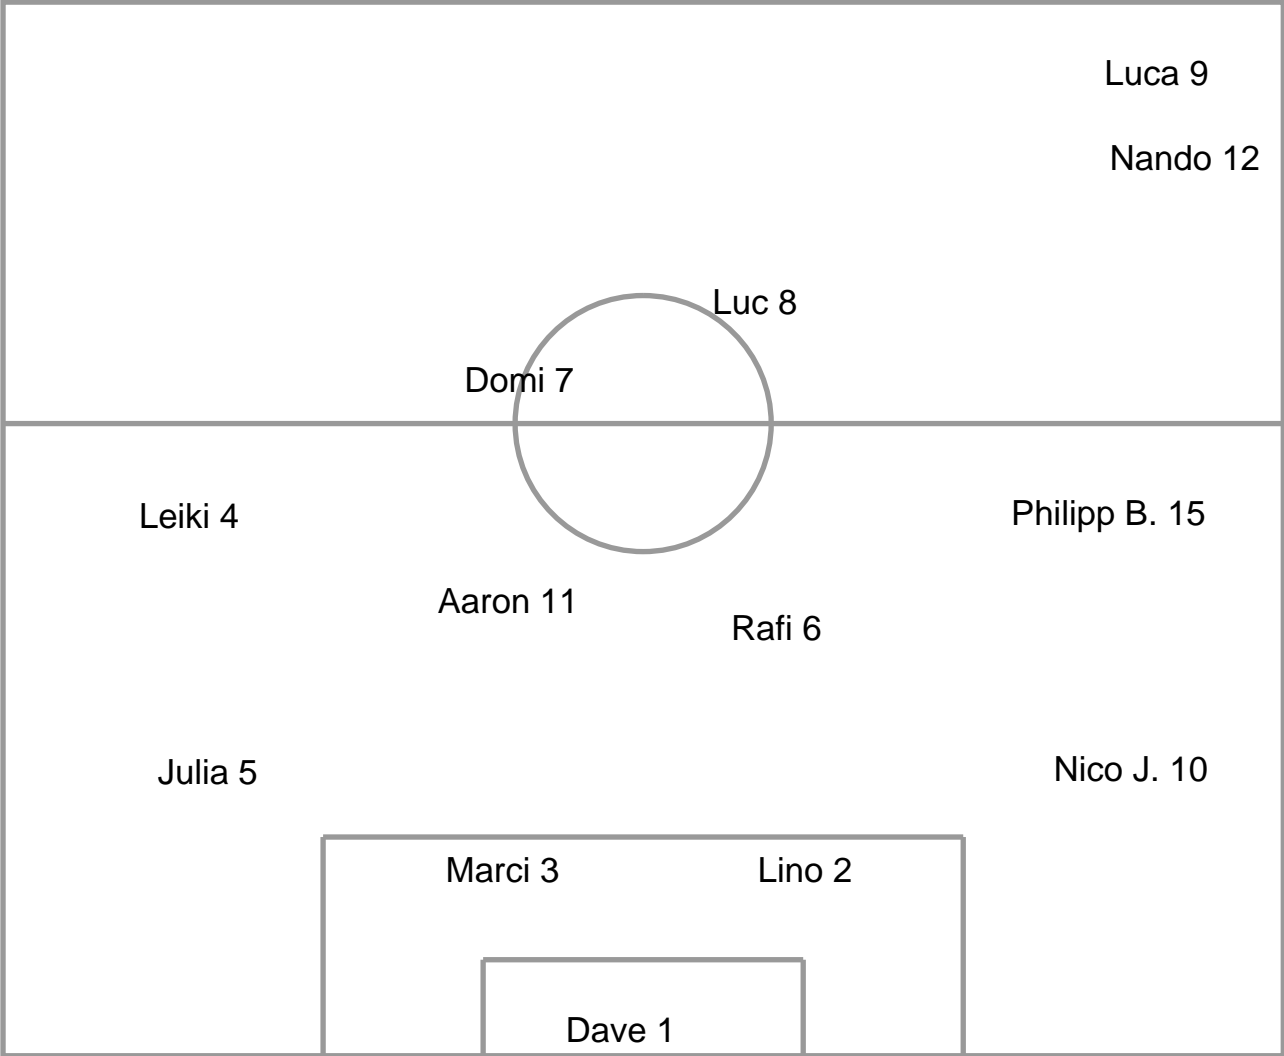 Luca 9
Nando 12
Luc 8
Domi 7
Leiki 4
Philipp B. 15
Aaron 11
Rafi 6
Julia 5
Nico J. 10
Marci 3
Lino 2
Dave 1